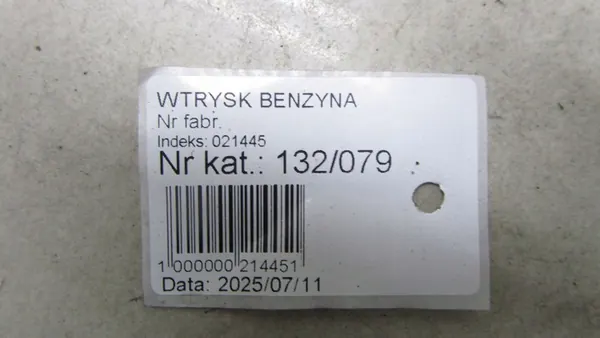 WTRYSK BENZYNA
Nr fabr.
Indeks: 021445
Nr kat.: 132/079
1 000000 214451
Data: 2025/07/11